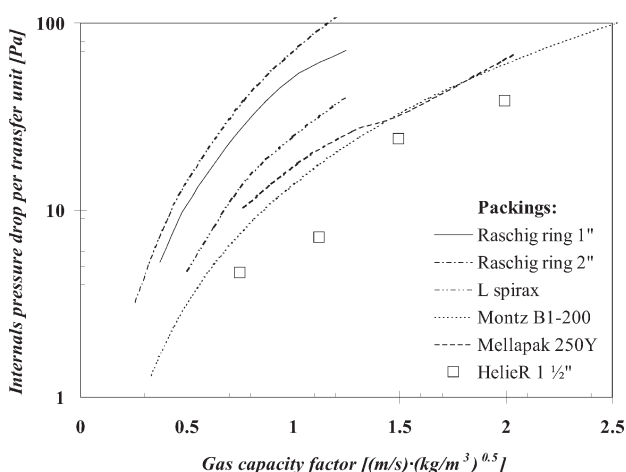 Internals pressure drop per transfer unit [Pa]
100
10
1
Packings:
Raschig ring 1"
Raschig ring 2"
L spirax
Montz B1-200
Mellapak 250Y
HelieR 1 ½"
0
0.5
1
1.5
2
2.5
Gas capacity factor [(m/s)·(kg/m³)⁰·⁵]